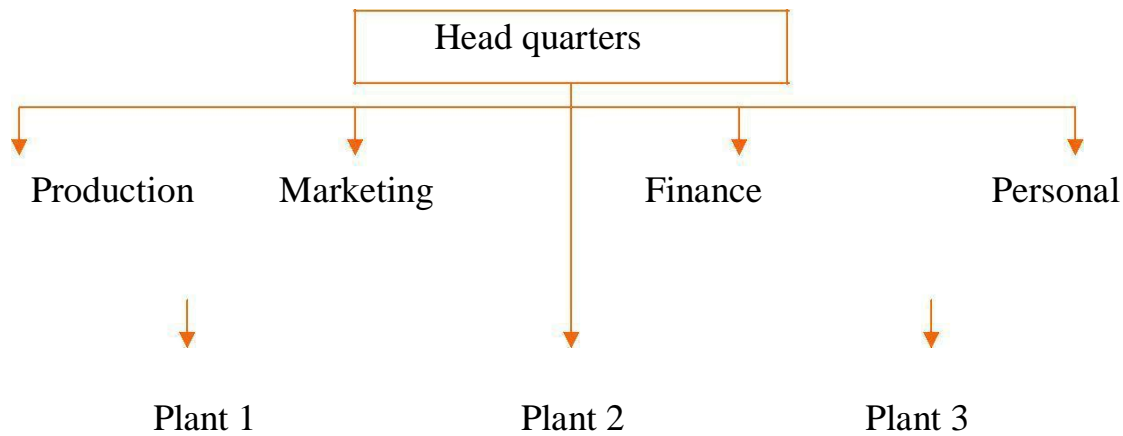 Head quarters
Production Marketing Finance Personal
Plant 1 Plant 2 Plant 3